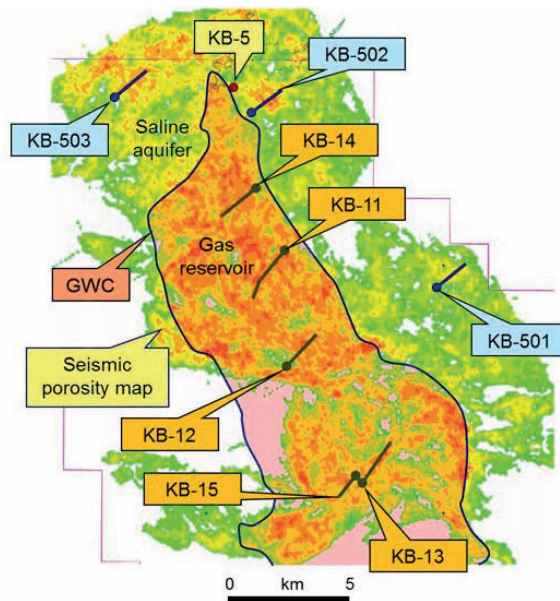 KB-5
KB-502
KB-503
Saline
aquifer
KB-14
KB-11
Gas
reservoir
GWC
KB-501
Seismic
porosity map
KB-12
KB-15
KB-13
0 km 5